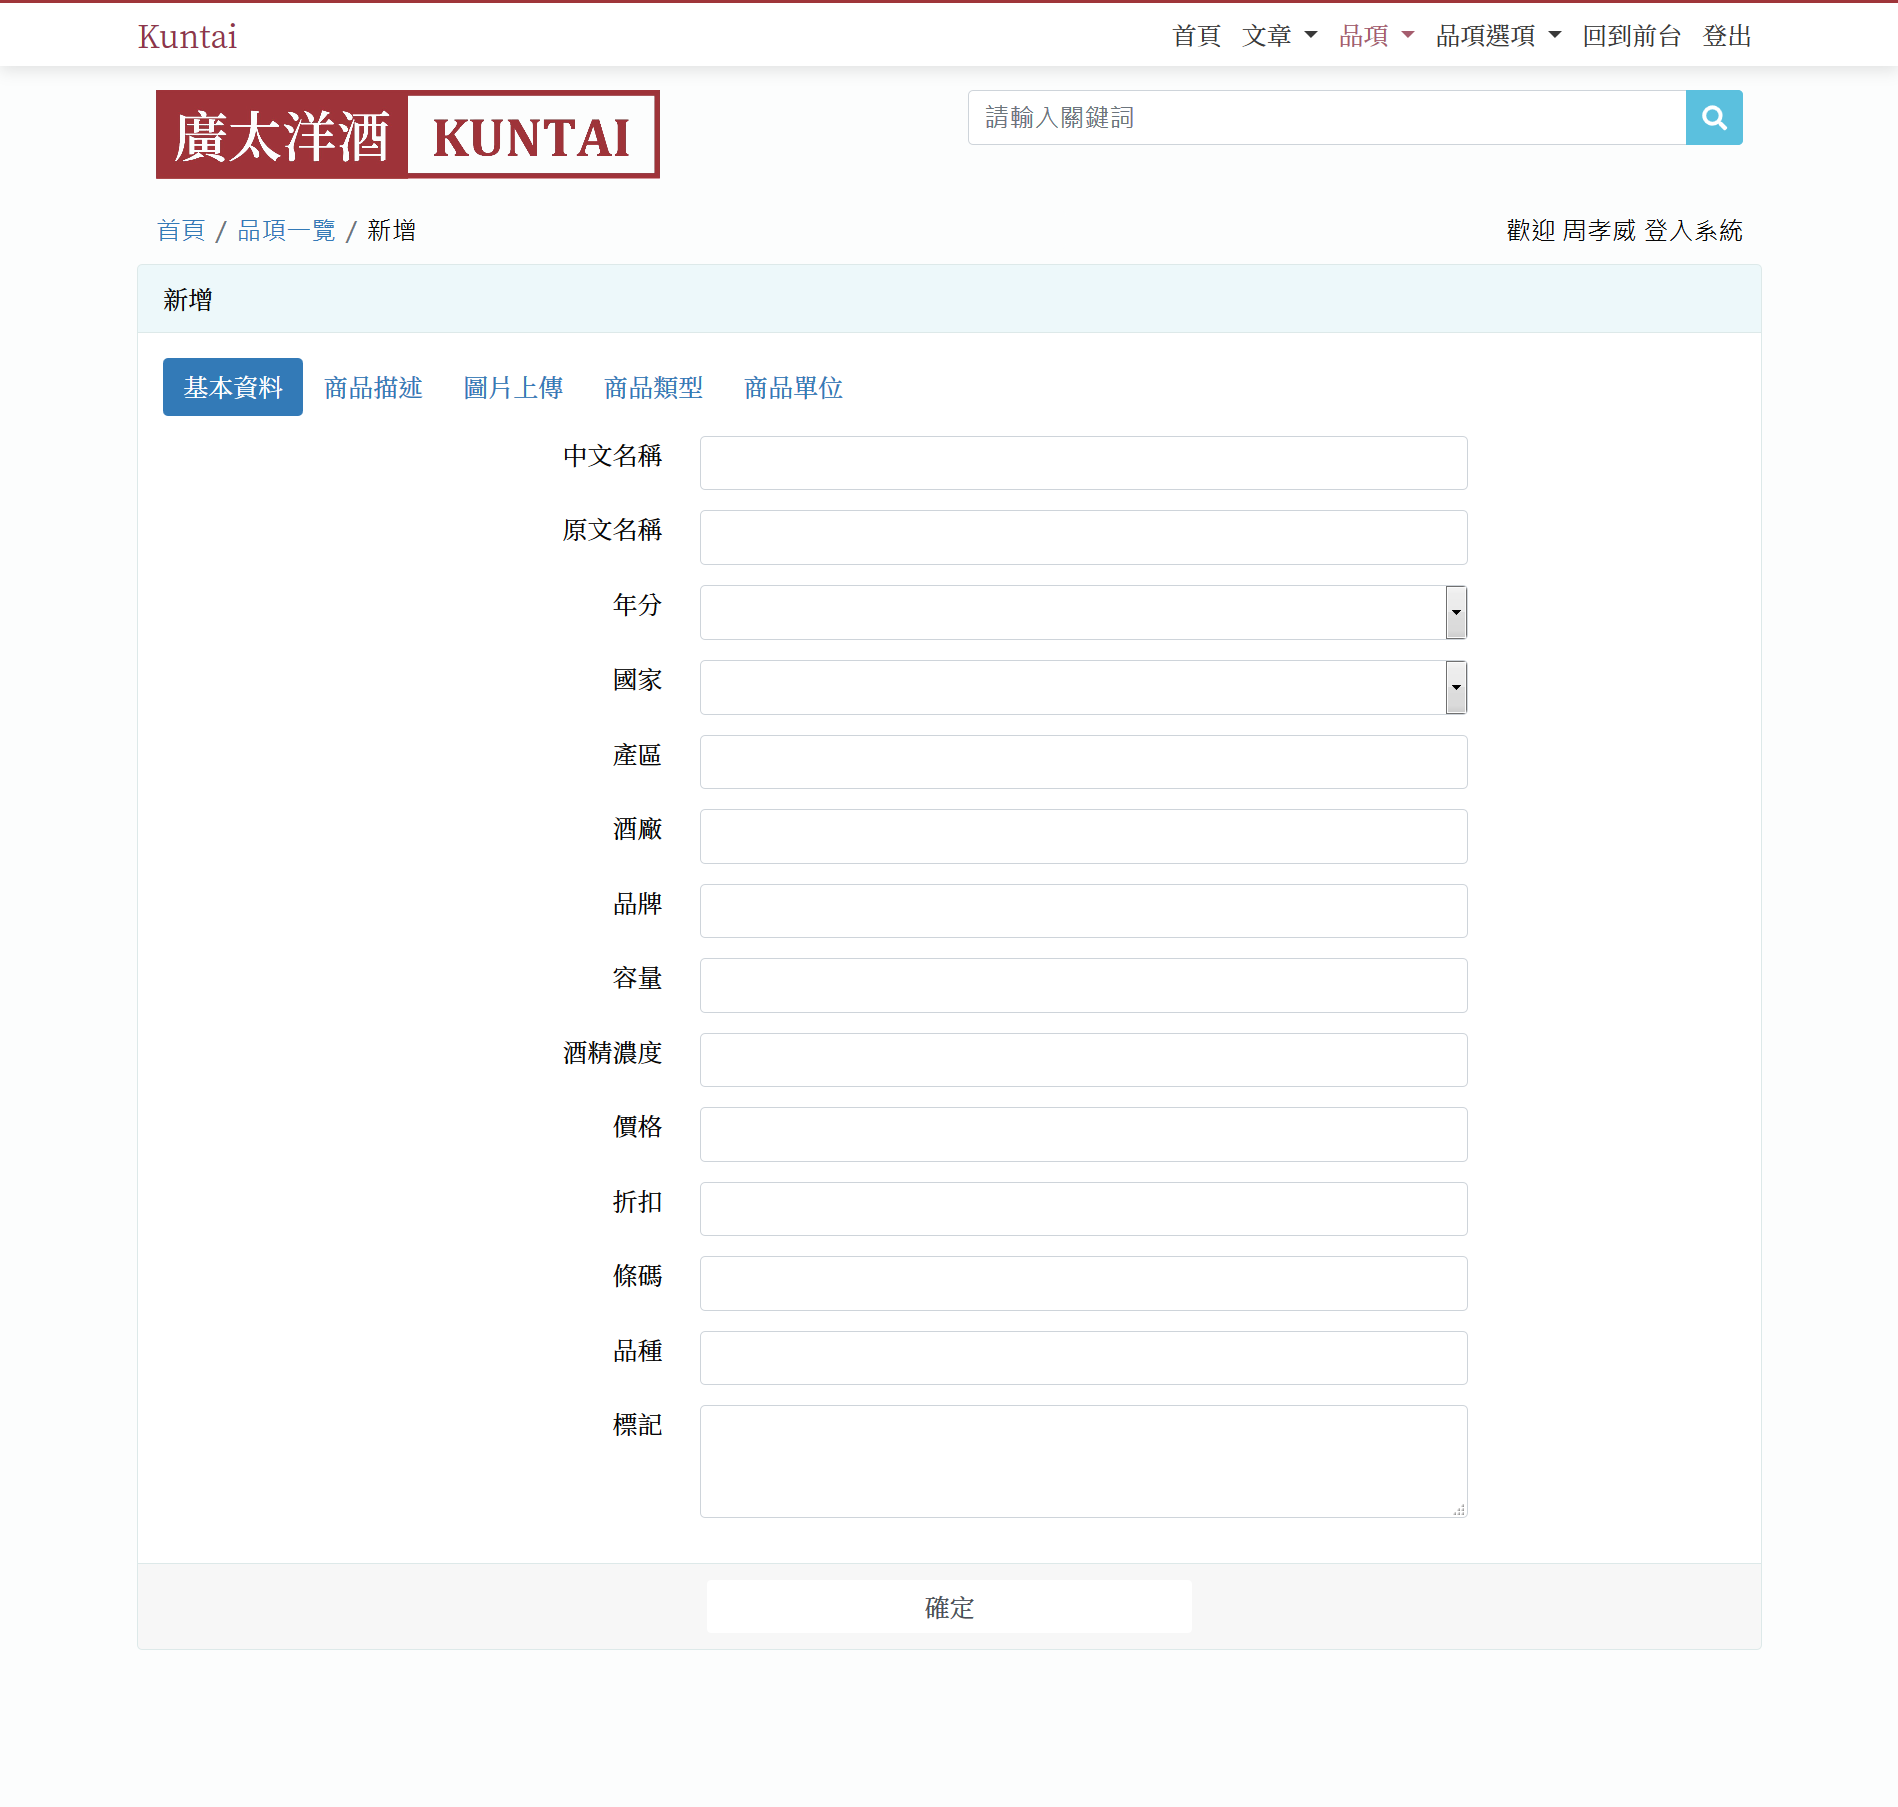 Kuntai
首頁 文章 品項 品項選項 回到前台 登出
廣太洋酒 KUNTAI
請輸入關鍵詞
首頁 / 品項一覽 / 新增
歡迎 周孝威 登入系統
新增
基本資料 商品描述 圖片上傳 商品類型 商品單位
中文名稱
原文名稱
年分
國家
產區
酒廠
品牌
容量
酒精濃度
價格
折扣
條碼
品種
標記
確定